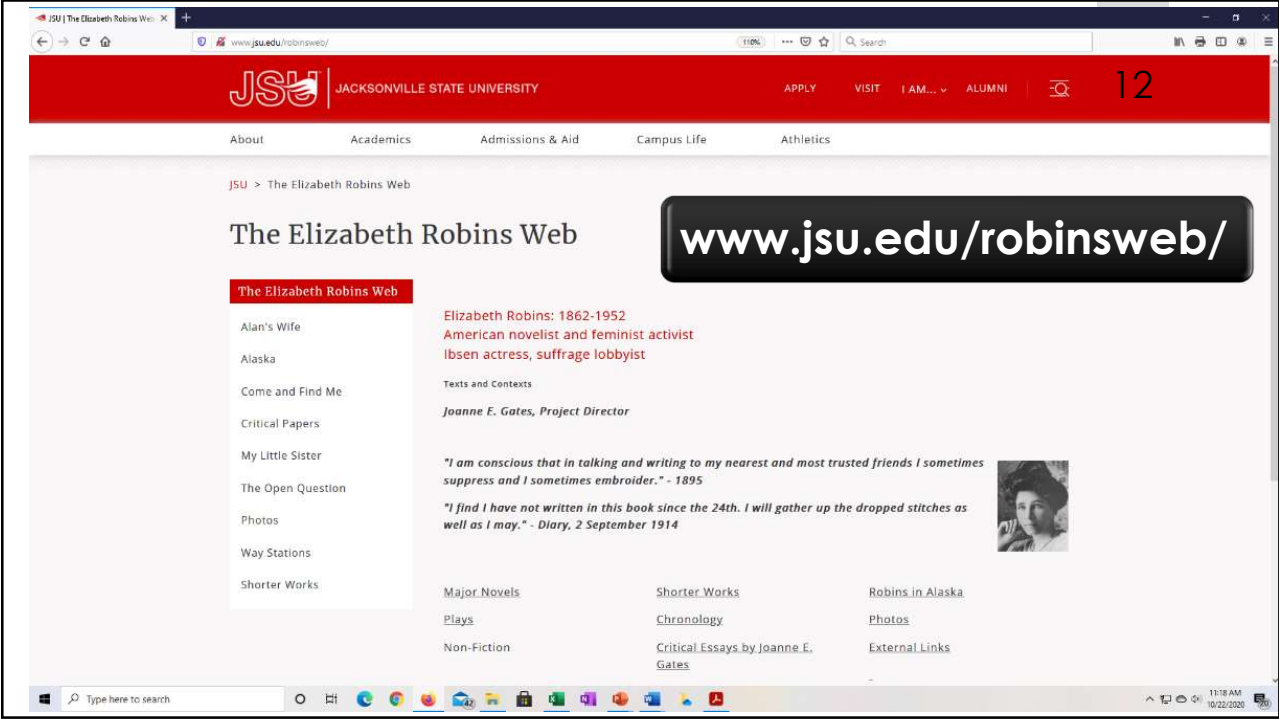 JSU | The Elizabeth Robins Web
www.jsu.edu/robinsweb/
110%
Search
JSU
JACKSONVILLE STATE UNIVERSITY
APPLY
VISIT
I AM...
ALUMNI
12
About
Academics
Admissions & Aid
Campus Life
Athletics
JSU > The Elizabeth Robins Web
The Elizabeth Robins Web
www.jsu.edu/robinsweb/
The Elizabeth Robins Web
Alan's Wife
Alaska
Come and Find Me
Critical Papers
My Little Sister
The Open Question
Photos
Way Stations
Shorter Works
Elizabeth Robins: 1862-1952
American novelist and feminist activist
Ibsen actress, suffrage lobbyist
Texts and Contexts
Joanne E. Gates, Project Director
"I am conscious that in talking and writing to my nearest and most trusted friends I sometimes
suppress and I sometimes embroider." - 1895
"I find I have not written in this book since the 24th. I will gather up the dropped stitches as
well as I may." - Diary, 2 September 1914
Major Novels
Shorter Works
Robins in Alaska
Plays
Chronology
Photos
Non-Fiction
Critical Essays by Joanne E.
Gates
External Links
Type here to search
42
11:18 AM
10/22/2020
20